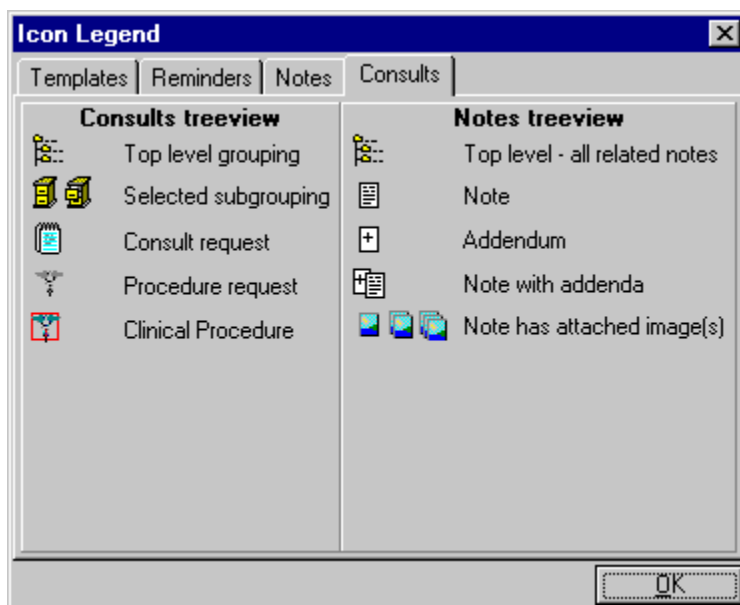 Icon Legend
Templates Reminders Notes Consults
Consults treeview
Top level grouping
Selected subgrouping
Consult request
Procedure request
Clinical Procedure
Notes treeview
Top level - all related notes
Note
Addendum
Note with addenda
Note has attached image(s)
OK